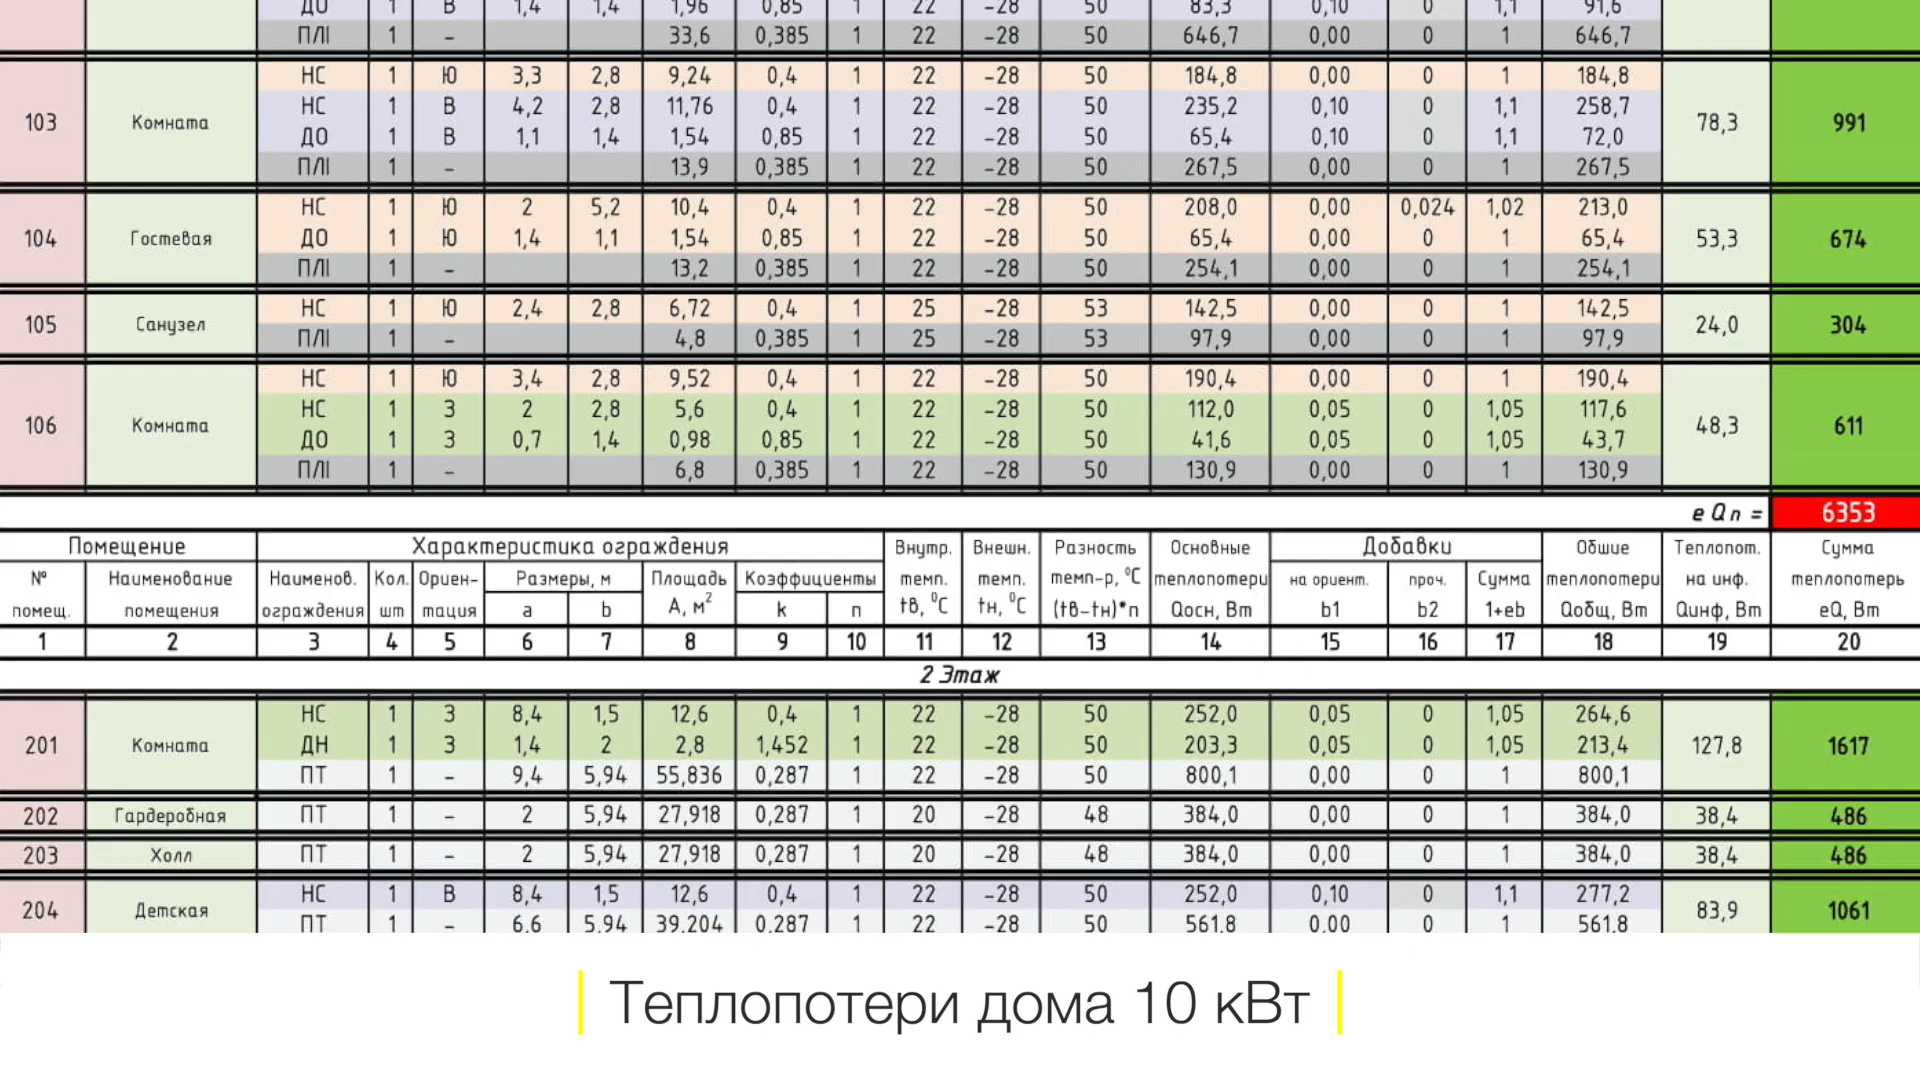 ДО 1 В 1,4 1,4 1,96 0,85 1 22 -28 50 83,3 0,10 0 1,1 91,6
ПЛІ 1 - 33,6 0,385 1 22 -28 50 646,7 0,00 0 1 646,7
103 Комната 78,3 991
НС 1 Ю 3,3 2,8 9,24 0,4 1 22 -28 50 184,8 0,00 0 1 184,8
НС 1 В 4,2 2,8 11,76 0,4 1 22 -28 50 235,2 0,10 0 1,1 258,7
ДО 1 В 1,1 1,4 1,54 0,85 1 22 -28 50 65,4 0,10 0 1,1 72,0
ПЛІ 1 - 13,9 0,385 1 22 -28 50 267,5 0,00 0 1 267,5
104 Гостевая 53,3 674
НС 1 Ю 2 5,2 10,4 0,4 1 22 -28 50 208,0 0,00 0,024 1,02 213,0
ДО 1 Ю 1,4 1,1 1,54 0,85 1 22 -28 50 65,4 0,00 0 1 65,4
ПЛІ 1 - 13,2 0,385 1 22 -28 50 254,1 0,00 0 1 254,1
105 Санузел 24,0 304
НС 1 Ю 2,4 2,8 6,72 0,4 1 25 -28 53 142,5 0,00 0 1 142,5
ПЛІ 1 - 4,8 0,385 1 25 -28 53 97,9 0,00 0 1 97,9
106 Комната 48,3 611
НС 1 Ю 3,4 2,8 9,52 0,4 1 22 -28 50 190,4 0,00 0 1 190,4
НС 1 З 2 2,8 5,6 0,4 1 22 -28 50 112,0 0,05 0 1,05 117,6
ДО 1 З 0,7 1,4 0,98 0,85 1 22 -28 50 41,6 0,05 0 1,05 43,7
ПЛІ 1 - 6,8 0,385 1 22 -28 50 130,9 0,00 0 1 130,9
е Qп = 6353
Помещение Характеристика ограждения Внутр. Внешн. Разность Основные Добавки Обшие Теплопот. Сумма
№ Наименование Наименов. Кол. Ориен- Размеры, м Площадь Коэффициенты темп. темп. темп-р, ⁰С теплопотери на ориент. проч. Сумма теплопотери на инф. теплопотерь
помещ. помещения ограждения шт тация a b А, м² k n tв, ⁰С tн, ⁰С (tв-tн)*n Qосн, Вт b1 b2 1+еb Qобщ, Вт Qинф, Вт еQ, Вт
1 2 3 4 5 6 7 8 9 10 11 12 13 14 15 16 17 18 19 20
2 Этаж
201 Комната 127,8 1617
НС 1 З 8,4 1,5 12,6 0,4 1 22 -28 50 252,0 0,05 0 1,05 264,6
ДН 1 З 1,4 2 2,8 1,452 1 22 -28 50 203,3 0,05 0 1,05 213,4
ПТ 1 - 9,4 5,94 55,836 0,287 1 22 -28 50 800,1 0,00 0 1 800,1
202 Гардеробная ПТ 1 - 2 5,94 27,918 0,287 1 20 -28 48 384,0 0,00 0 1 384,0 38,4 486
203 Холл ПТ 1 - 2 5,94 27,918 0,287 1 20 -28 48 384,0 0,00 0 1 384,0 38,4 486
204 Детская 83,9 1061
НС 1 В 8,4 1,5 12,6 0,4 1 22 -28 50 252,0 0,10 0 1,1 277,2
ПТ 1 - 6,6 5,94 39,204 0,287 1 22 -28 50 561,8 0,00 0 1 561,8
Теплопотери дома 10 кВт